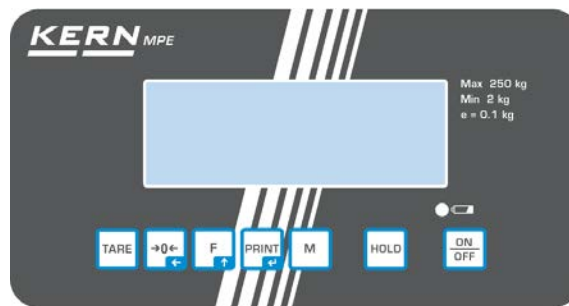 KERN MPE
Max 250 kg
Min 2 kg
e = 0.1 kg
TARE →0← F PRINT M HOLD ON
OFF
← ↑ ↵